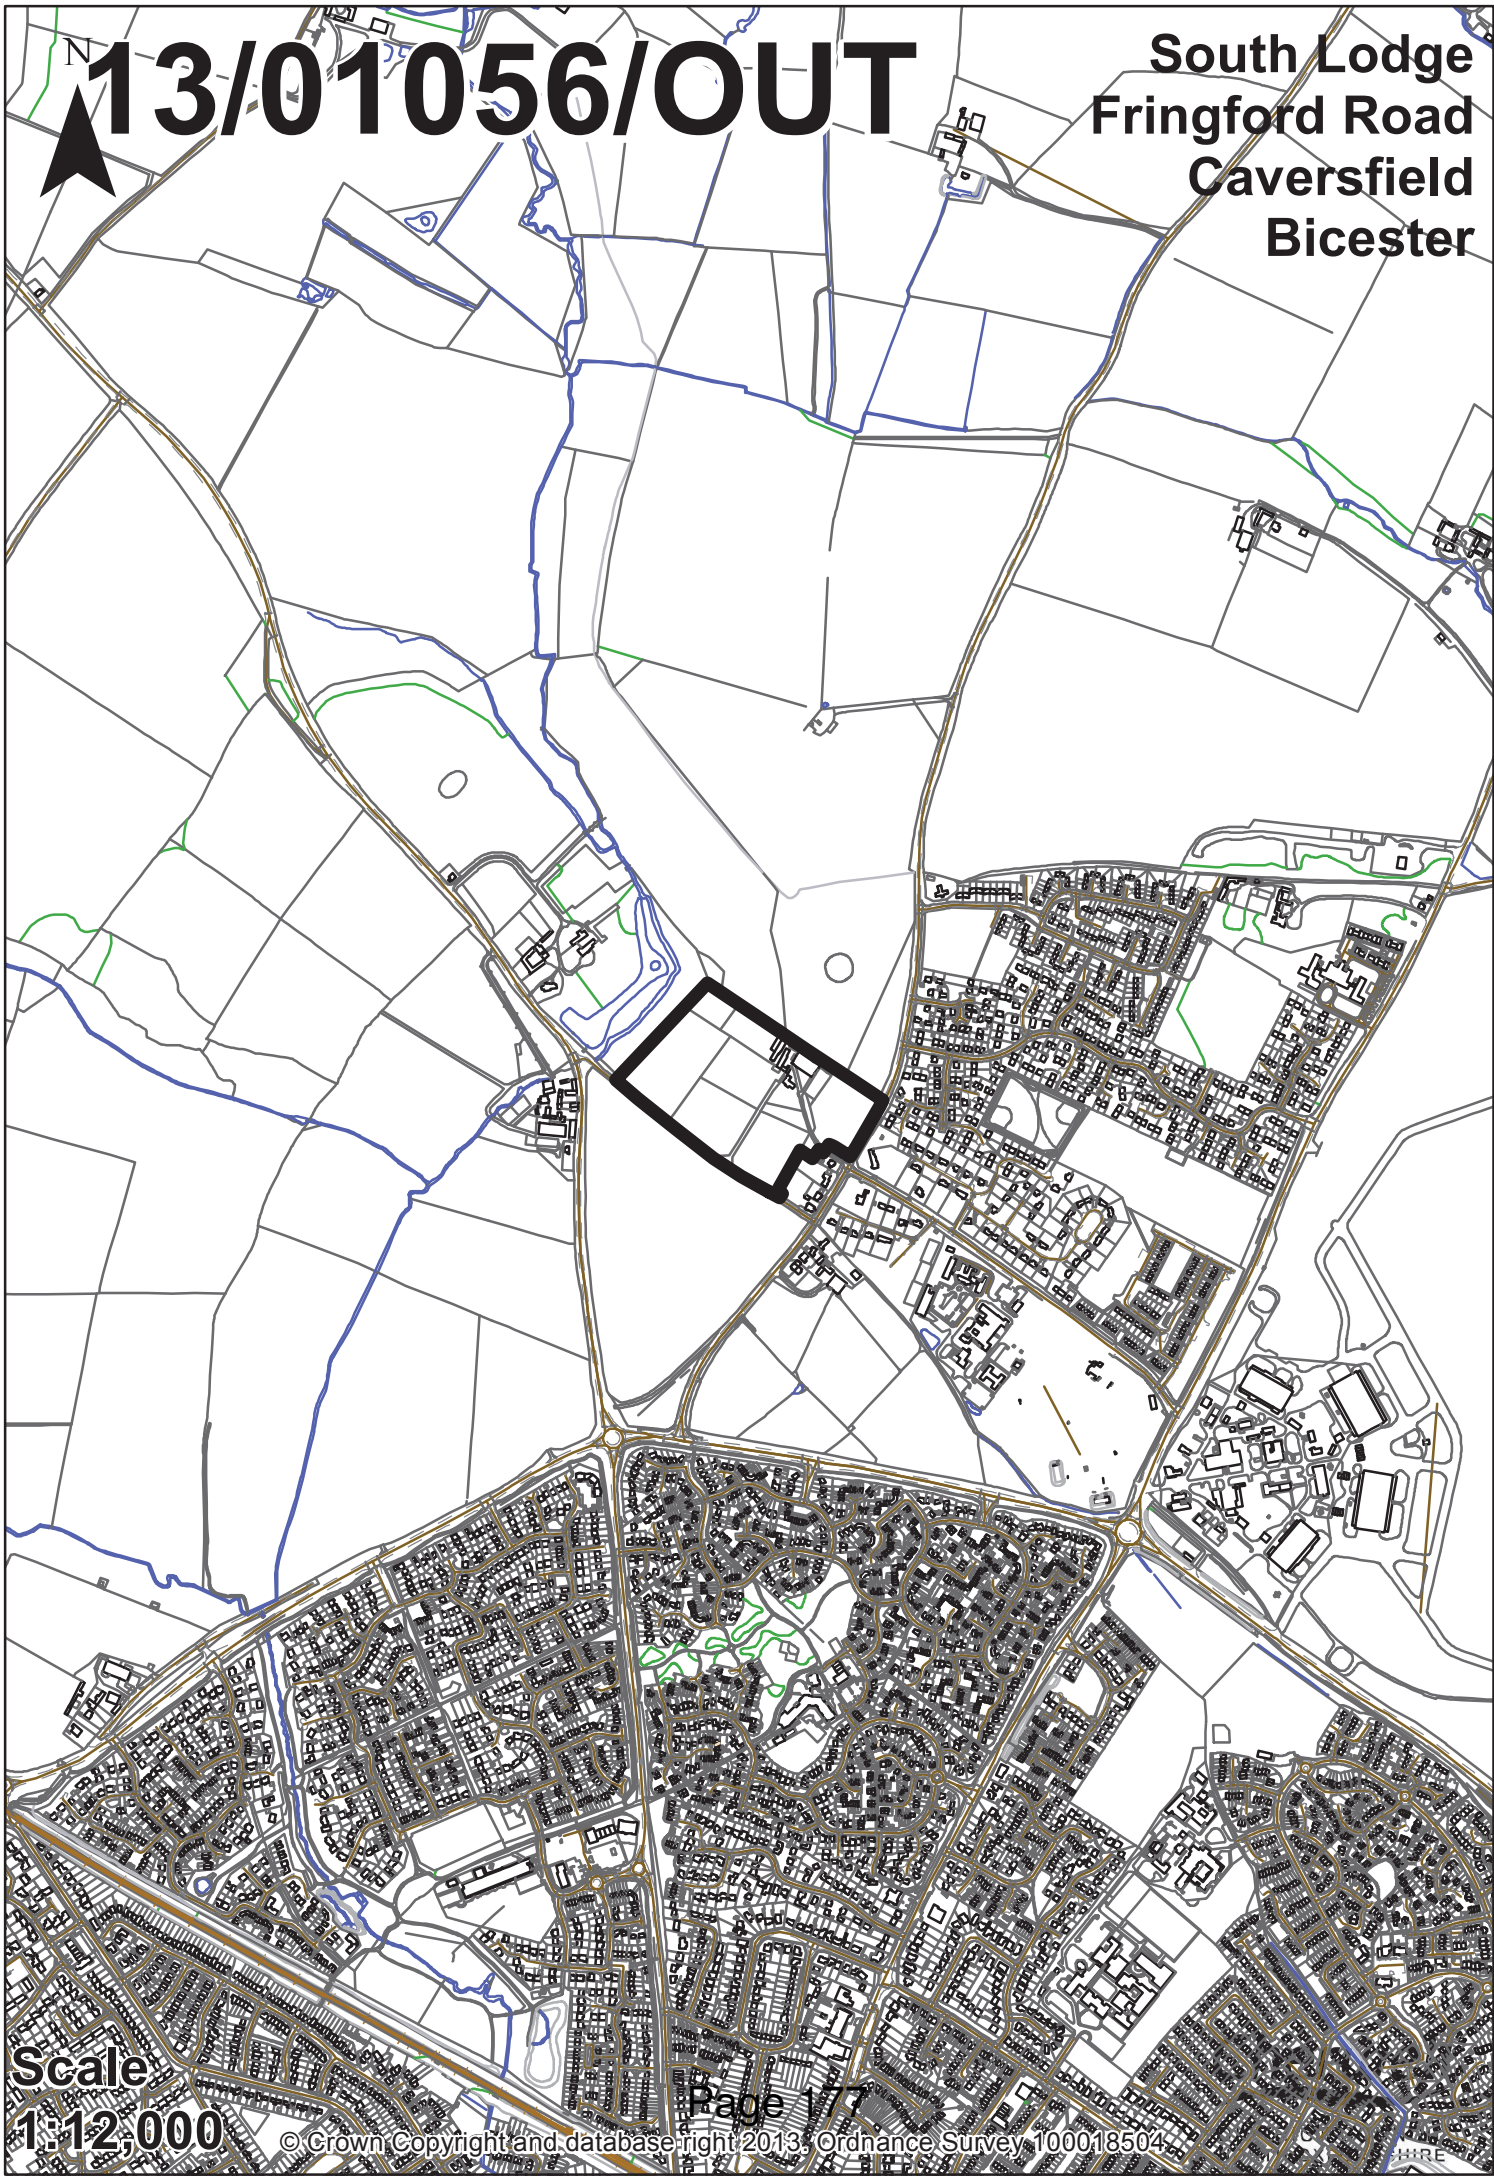 N
13/01056/OUT
South Lodge
Fringford Road
Caversfield
Bicester
Scale
1:12,000
Page 177
© Crown Copyright and database right 2013. Ordnance Survey 100018504